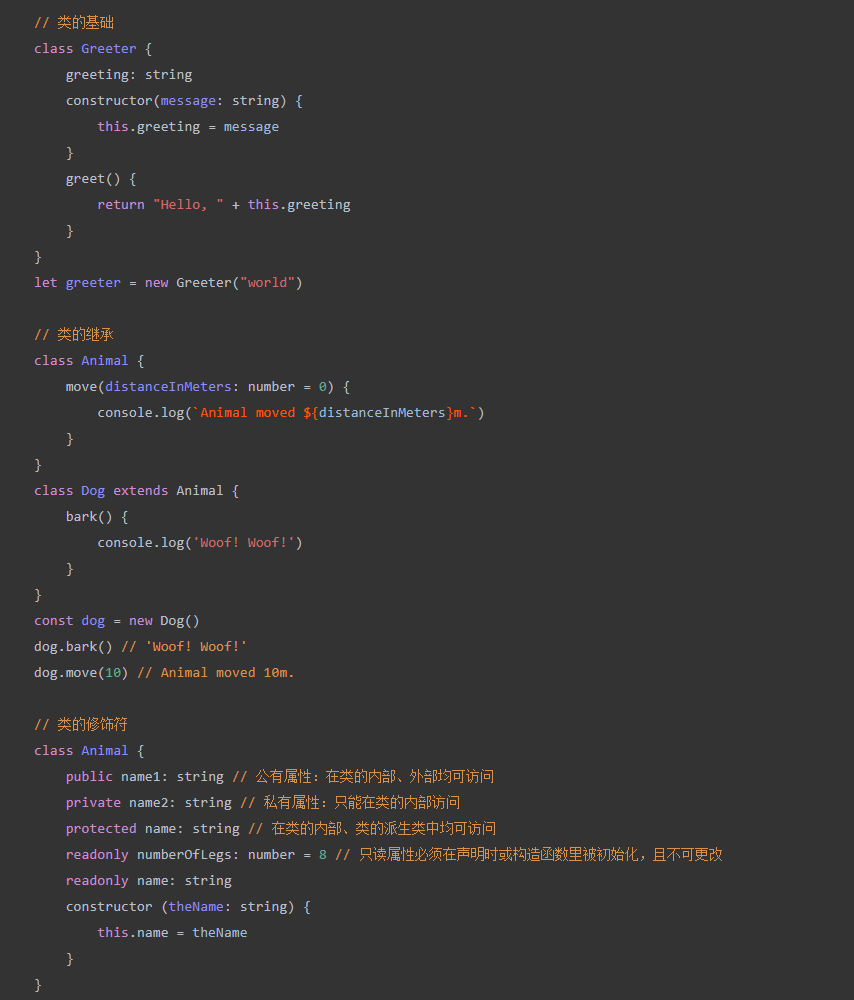 // 类的基础
class Greeter {
    greeting: string
    constructor(message: string) {
        this.greeting = message
    }
    greet() {
        return "Hello, " + this.greeting
    }
}
let greeter = new Greeter("world")

// 类的继承
class Animal {
    move(distanceInMeters: number = 0) {
        console.log(`Animal moved ${distanceInMeters}m.`)
    }
}
class Dog extends Animal {
    bark() {
        console.log('Woof! Woof!')
    }
}
const dog = new Dog()
dog.bark() // 'Woof! Woof!'
dog.move(10) // Animal moved 10m.

// 类的修饰符
class Animal {
    public name1: string // 公有属性：在类的内部、外部均可访问
    private name2: string // 私有属性：只能在类的内部访问
    protected name: string // 在类的内部、类的派生类中均可访问
    readonly numberOfLegs: number = 8 // 只读属性必须在声明时或构造函数里被初始化，且不可更改
    readonly name: string
    constructor (theName: string) {
        this.name = theName
    }
}